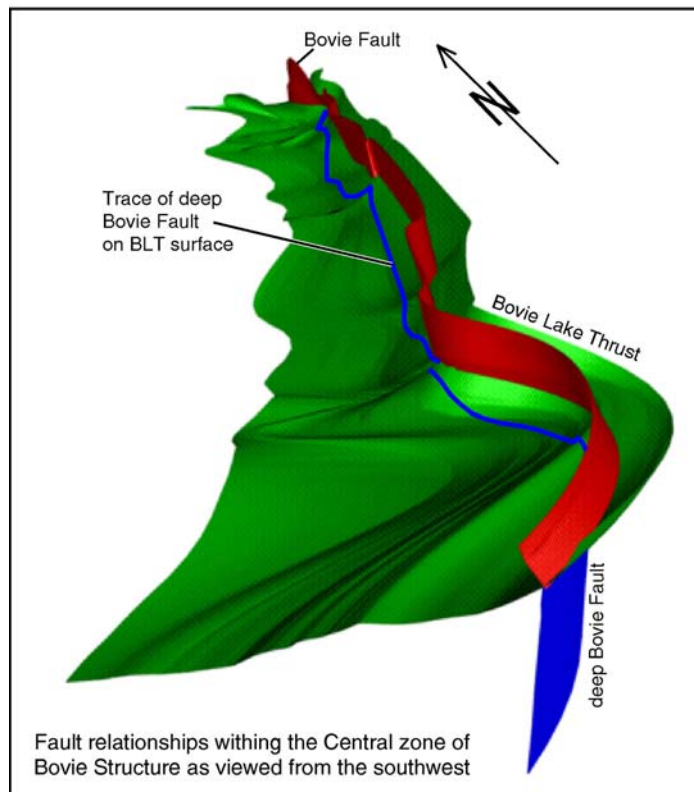 Bovie Fault
N
Trace of deep
Bovie Fault
on BLT surface
Bovie Lake Thrust
deep Bovie Fault
Fault relationships withing the Central zone of
Bovie Structure as viewed from the southwest